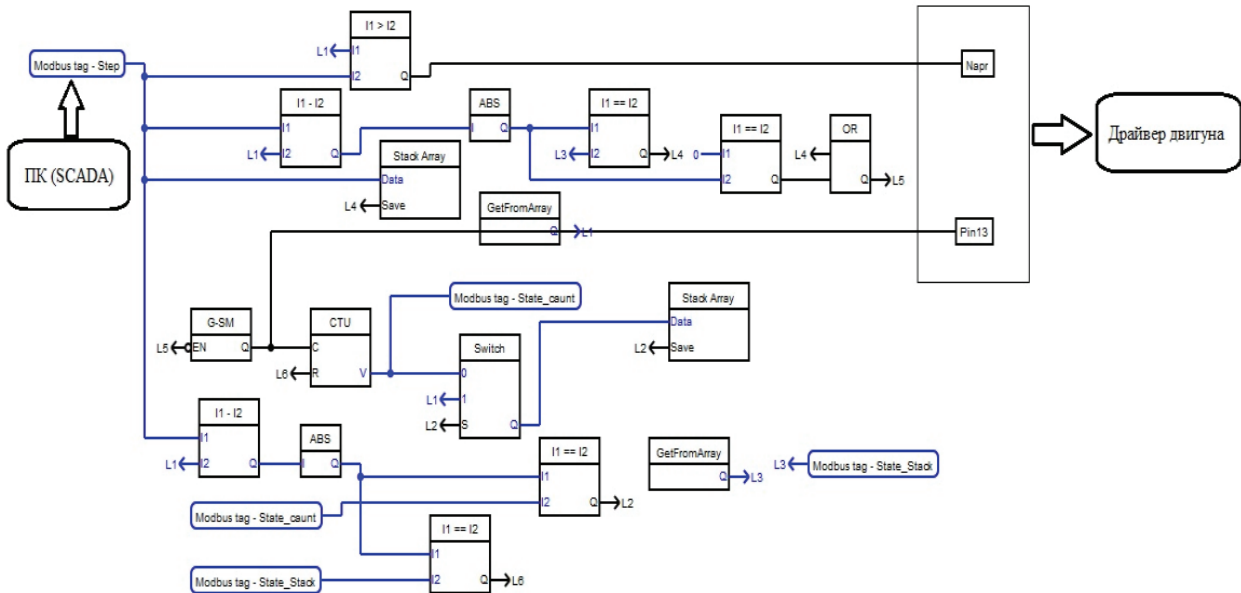 I1 > I2
L1
I1
I2
Q
Modbus tag - Step
Napr
ПК (SCADA)
I1 - I2
I1
L1
I2
Q
ABS
I
Q
I1 == I2
I1
L3
I2
Q
L4
I1 == I2
0
I1
I2
Q
OR
L4
Q
L5
Драйвер двигуна
Stack Array
Data
L4
Save
GetFromArray
Q
L1
Pin13
Modbus tag - State_caunt
Stack Array
Data
L2
Save
G-SM
L5
EN
Q
CTU
C
L6
R
V
Switch
0
L1
1
L2
S
Q
I1 - I2
I1
L1
I2
Q
ABS
I
Q
I1 == I2
I1
I2
Q
L2
GetFromArray
Q
L3
L3
Modbus tag - State_Stack
Modbus tag - State_caunt
I1 == I2
I1
I2
Q
L6
Modbus tag - State_Stack